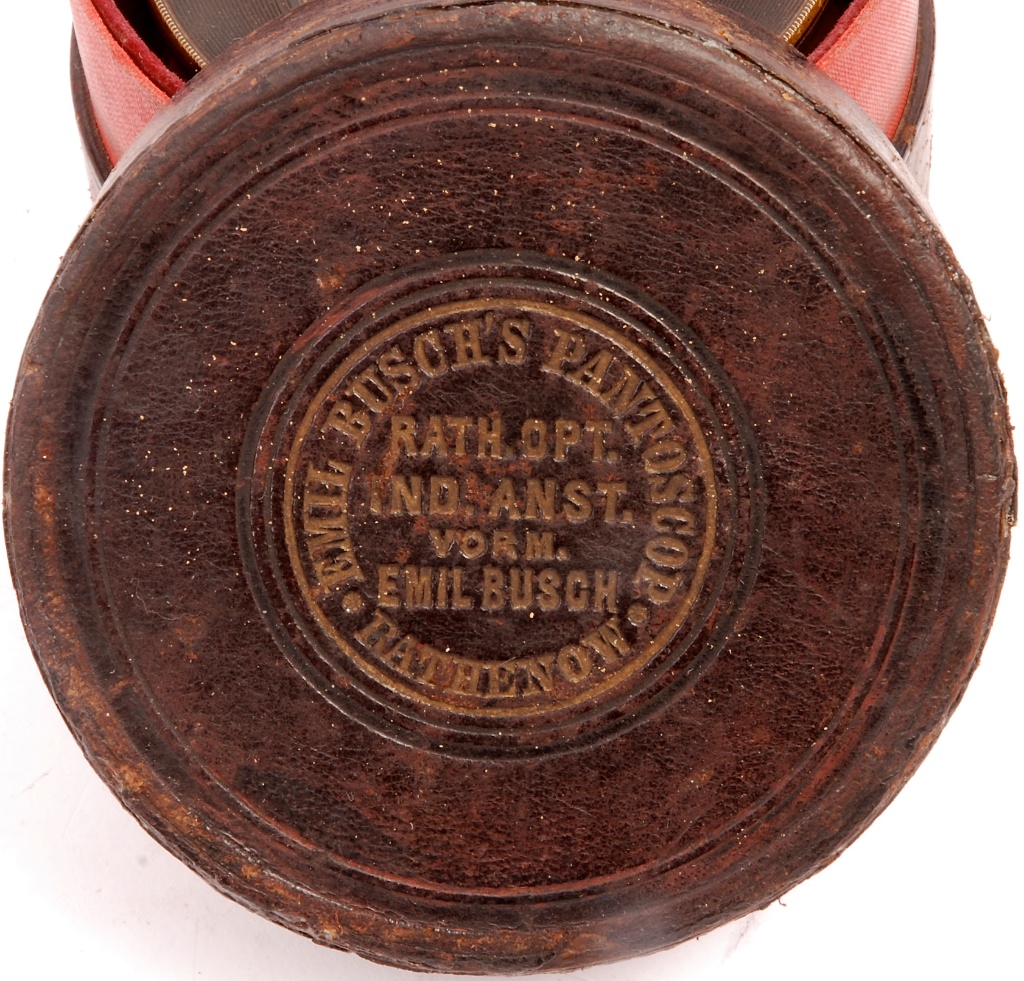 EMIL BUSCH'S PANTOSCOP
RATH. OPT.
IND. ANST.
VORM.
EMIL BUSCH
• RATHENOW •